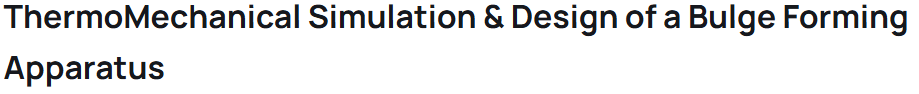 ThermoMechanical Simulation & Design of a Bulge Forming
Apparatus